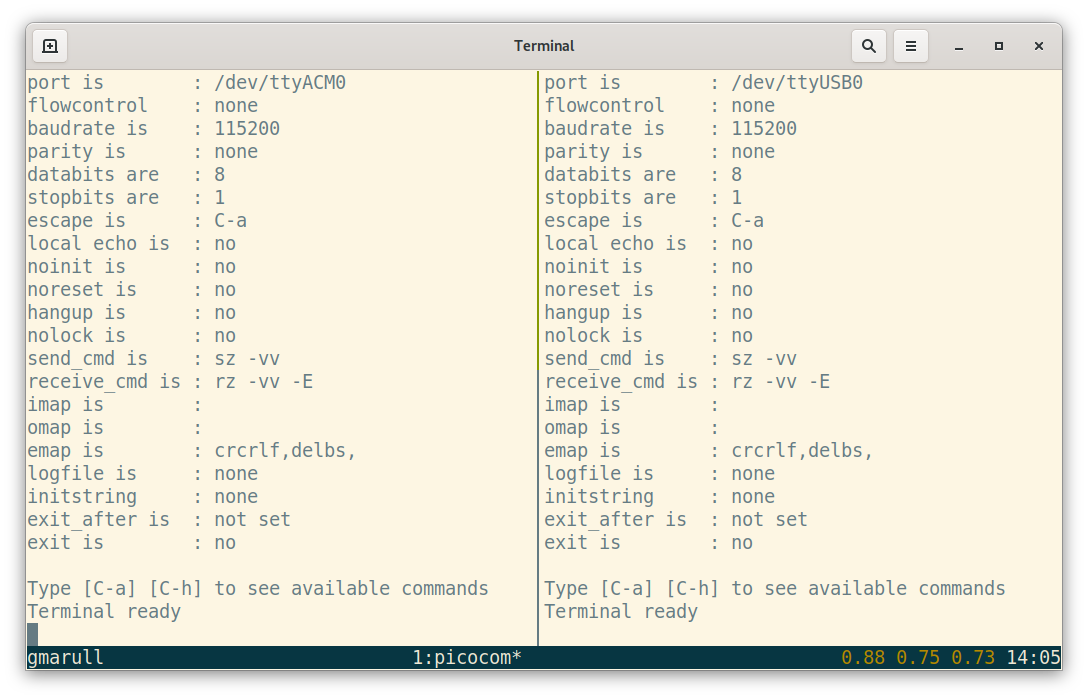 Terminal
port is        : /dev/ttyACM0
flowcontrol    : none
baudrate is    : 115200
parity is      : none
databits are   : 8
stopbits are   : 1
escape is      : C-a
local echo is  : no
noinit is      : no
noreset is     : no
hangup is      : no
nolock is      : no
send_cmd is    : sz -vv
receive_cmd is : rz -vv -E
imap is        :
omap is        :
emap is        : crcrlf,delbs,
logfile is     : none
initstring     : none
exit_after is  : not set
exit is        : no
Type [C-a] [C-h] to see available commands
Terminal ready
port is        : /dev/ttyUSB0
flowcontrol    : none
baudrate is    : 115200
parity is      : none
databits are   : 8
stopbits are   : 1
escape is      : C-a
local echo is  : no
noinit is      : no
noreset is     : no
hangup is      : no
nolock is      : no
send_cmd is    : sz -vv
receive_cmd is : rz -vv -E
imap is        :
omap is        :
emap is        : crcrlf,delbs,
logfile is     : none
initstring     : none
exit_after is  : not set
exit is        : no
Type [C-a] [C-h] to see available commands
Terminal ready
gmarull 1:picocom* 0.88 0.75 0.73 14:05